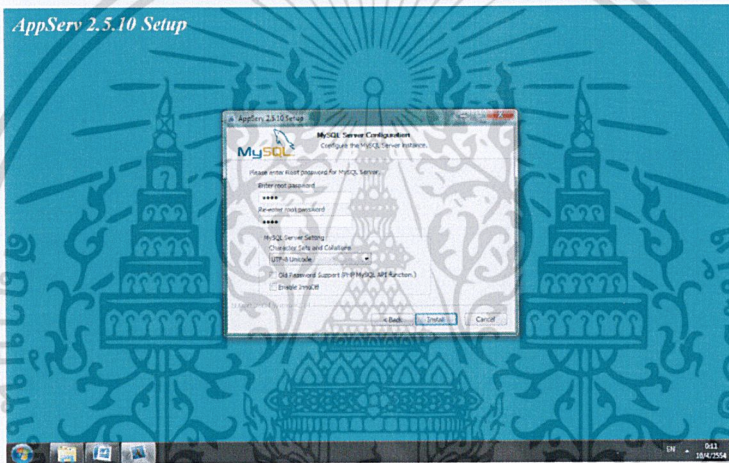 AppServ 2.5.10 Setup
AppServ 2.5.10 Setup
MySQL
MySQL Server Configuration
Configure the MySQL Server instance.
Please enter Root password for MySQL Server.
Enter root password
••••
Re-enter root password
••••
MySQL Server Setting
Character Sets and Collations
UTF-8 Unicode
Old Password Support (PHP MySQL API function.)
Enable InnoDB
< Back
Install
Cancel
EN
0:11
10/4/2554